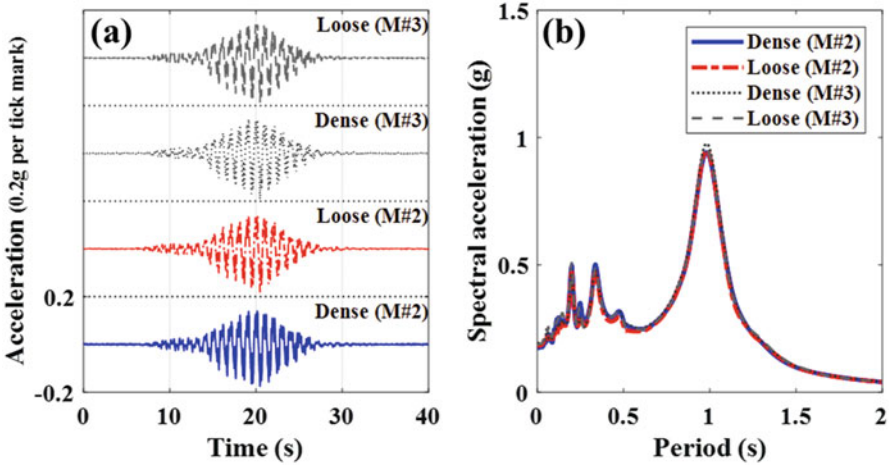 (a)
Loose (M#3)
Dense (M#3)
Loose (M#2)
Dense (M#2)
Acceleration (0.2g per tick mark)
0.2
-0.2
0
10
20
30
40
Time (s)
(b)
Dense (M#2)
Loose (M#2)
Dense (M#3)
Loose (M#3)
Spectral acceleration (g)
1.5
1
0.5
0
0
0.5
1
1.5
2
Period (s)